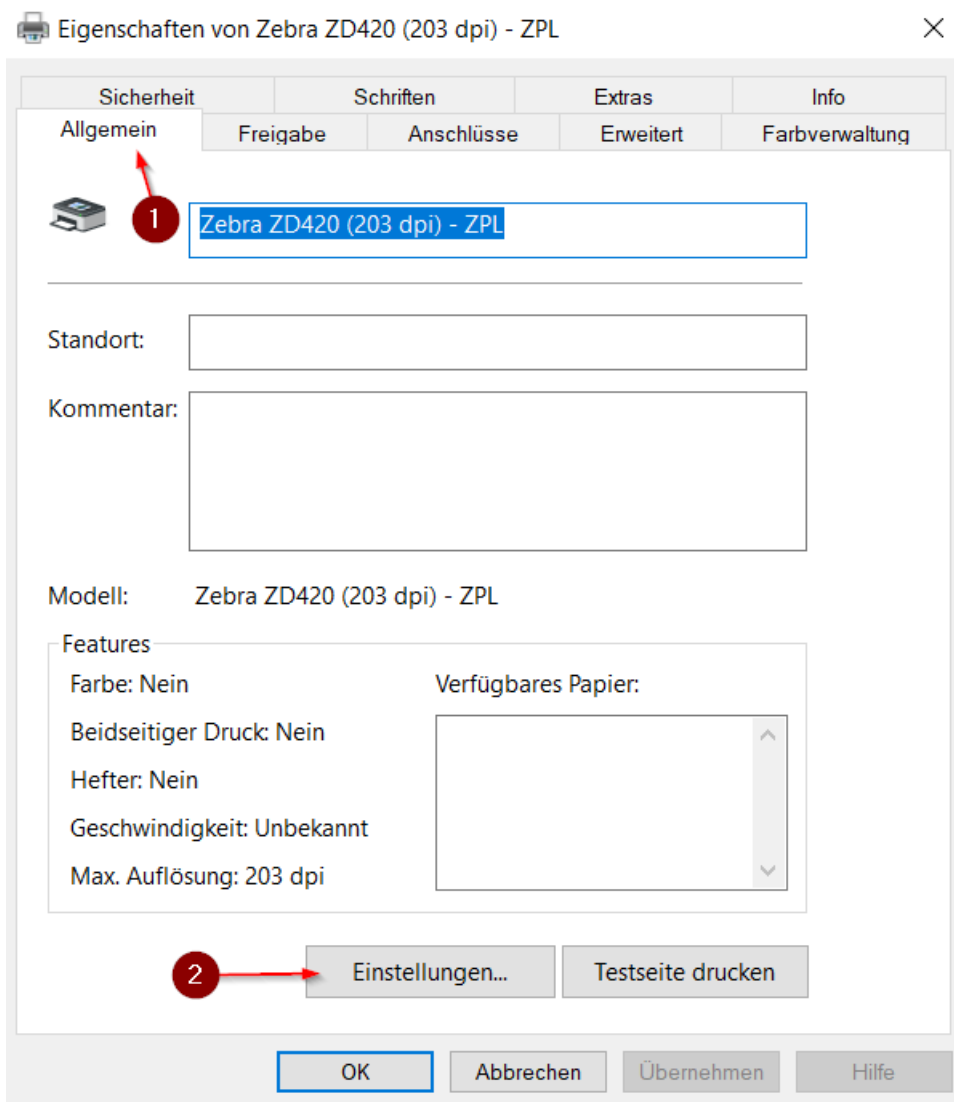 Eigenschaften von Zebra ZD420 (203 dpi) - ZPL
Sicherheit Schriften Extras Info
Allgemein Freigabe Anschlüsse Erweitert Farbverwaltung
1
Zebra ZD420 (203 dpi) - ZPL
Standort:
Kommentar:
Modell: Zebra ZD420 (203 dpi) - ZPL
Features
Farbe: Nein Verfügbares Papier:
Beidseitiger Druck: Nein
Hefter: Nein
Geschwindigkeit: Unbekannt
Max. Auflösung: 203 dpi
2 Einstellungen... Testseite drucken
OK Abbrechen Übernehmen Hilfe